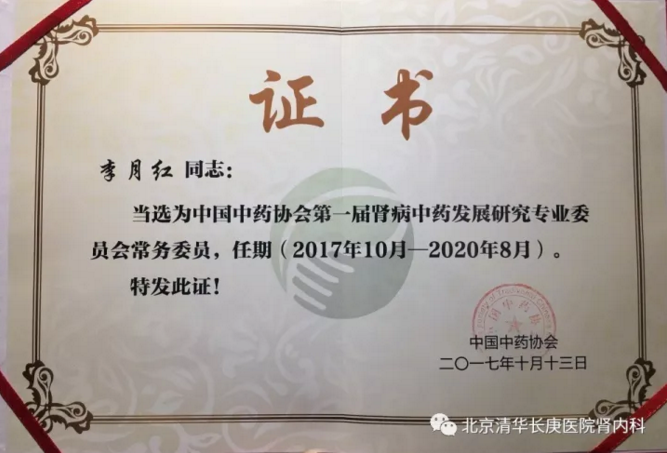 证书
李月红 同志：
当选为中国中药协会第一届肾病中药发展研究专业委
员会常务委员，任期（2017年10月—2020年8月）。
特发此证！
中国中药协会
二〇一七年十月十三日
北京清华长庚医院肾内科